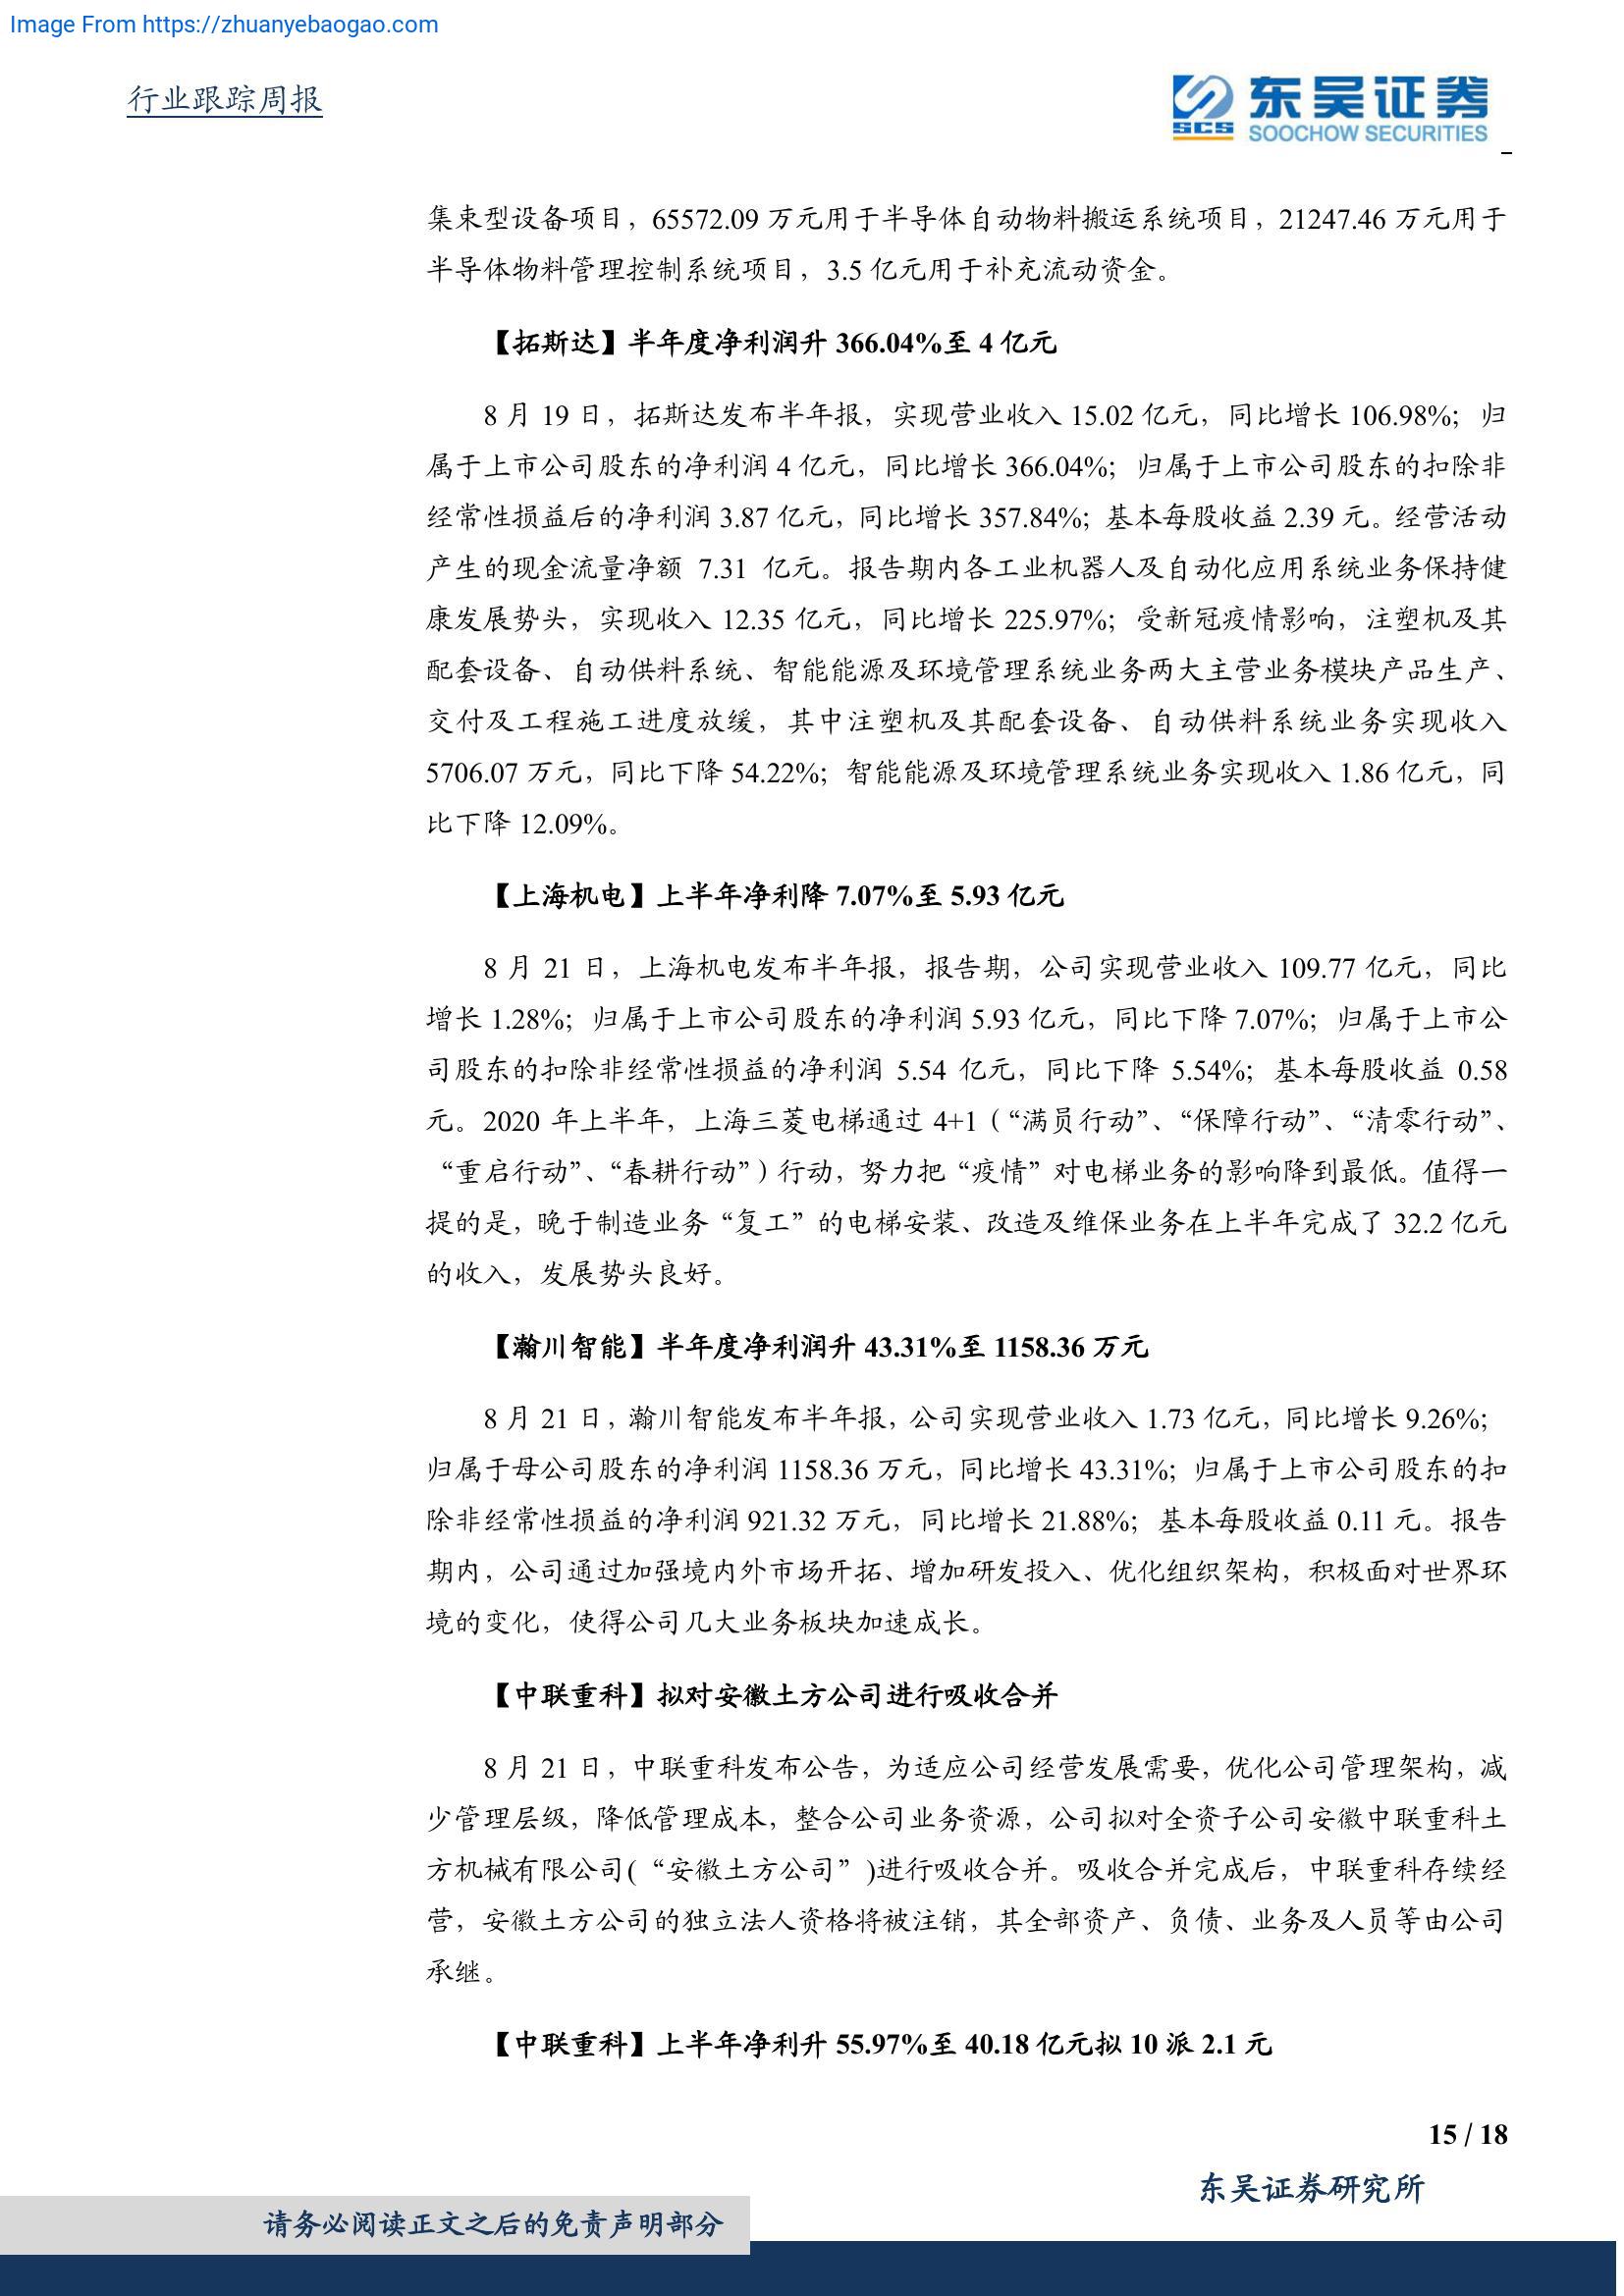 Image From https://zhuanyebaogao.com
行业跟踪周报
SCS 东吴证券
SOOCHOW SECURITIES
集束型设备项目，65572.09 万元用于半导体自动物料搬运系统项目，21247.46 万元用于
半导体物料管理控制系统项目，3.5 亿元用于补充流动资金。
【拓斯达】半年度净利润升 366.04%至 4 亿元
8 月 19 日，拓斯达发布半年报，实现营业收入 15.02 亿元，同比增长 106.98%；归
属于上市公司股东的净利润 4 亿元，同比增长 366.04%；归属于上市公司股东的扣除非
经常性损益后的净利润 3.87 亿元，同比增长 357.84%；基本每股收益 2.39 元。经营活动
产生的现金流量净额 7.31 亿元。报告期内各工业机器人及自动化应用系统业务保持健
康发展势头，实现收入 12.35 亿元，同比增长 225.97%；受新冠疫情影响，注塑机及其
配套设备、自动供料系统、智能能源及环境管理系统业务两大主营业务模块产品生产、
交付及工程施工进度放缓，其中注塑机及其配套设备、自动供料系统业务实现收入
5706.07 万元，同比下降 54.22%；智能能源及环境管理系统业务实现收入 1.86 亿元，同
比下降 12.09%。
【上海机电】上半年净利降 7.07%至 5.93 亿元
8 月 21 日，上海机电发布半年报，报告期，公司实现营业收入 109.77 亿元，同比
增长 1.28%；归属于上市公司股东的净利润 5.93 亿元，同比下降 7.07%；归属于上市公
司股东的扣除非经常性损益的净利润 5.54 亿元，同比下降 5.54%；基本每股收益 0.58
元。2020 年上半年，上海三菱电梯通过 4+1（“满员行动”、“保障行动”、“清零行动”、
“重启行动”、“春耕行动”）行动，努力把“疫情”对电梯业务的影响降到最低。值得一
提的是，晚于制造业务“复工”的电梯安装、改造及维保业务在上半年完成了 32.2 亿元
的收入，发展势头良好。
【瀚川智能】半年度净利润升 43.31%至 1158.36 万元
8 月 21 日，瀚川智能发布半年报，公司实现营业收入 1.73 亿元，同比增长 9.26%；
归属于母公司股东的净利润 1158.36 万元，同比增长 43.31%；归属于上市公司股东的扣
除非经常性损益的净利润 921.32 万元，同比增长 21.88%；基本每股收益 0.11 元。报告
期内，公司通过加强境内外市场开拓、增加研发投入、优化组织架构，积极面对世界环
境的变化，使得公司几大业务板块加速成长。
【中联重科】拟对安徽土方公司进行吸收合并
8 月 21 日，中联重科发布公告，为适应公司经营发展需要，优化公司管理架构，减
少管理层级，降低管理成本，整合公司业务资源，公司拟对全资子公司安徽中联重科土
方机械有限公司(“安徽土方公司”)进行吸收合并。吸收合并完成后，中联重科存续经
营，安徽土方公司的独立法人资格将被注销，其全部资产、负债、业务及人员等由公司
承继。
【中联重科】上半年净利升 55.97%至 40.18 亿元拟 10 派 2.1 元
15 / 18
东吴证券研究所
请务必阅读正文之后的免责声明部分